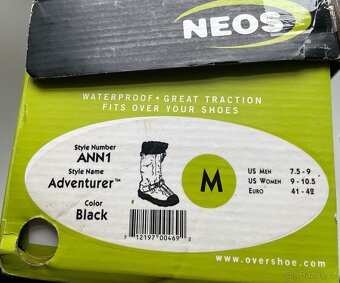 NEOS
WATERPROOF • GREAT TRACTION
FITS OVER YOUR SHOES
Style Number
ANN1
Style Name
Adventurer™
Color
Black
M
US MEN 7.5 - 9
US WOMEN 9 - 10.5
EURO 41 - 42
7 12197 00469 2
www.overshoe.com